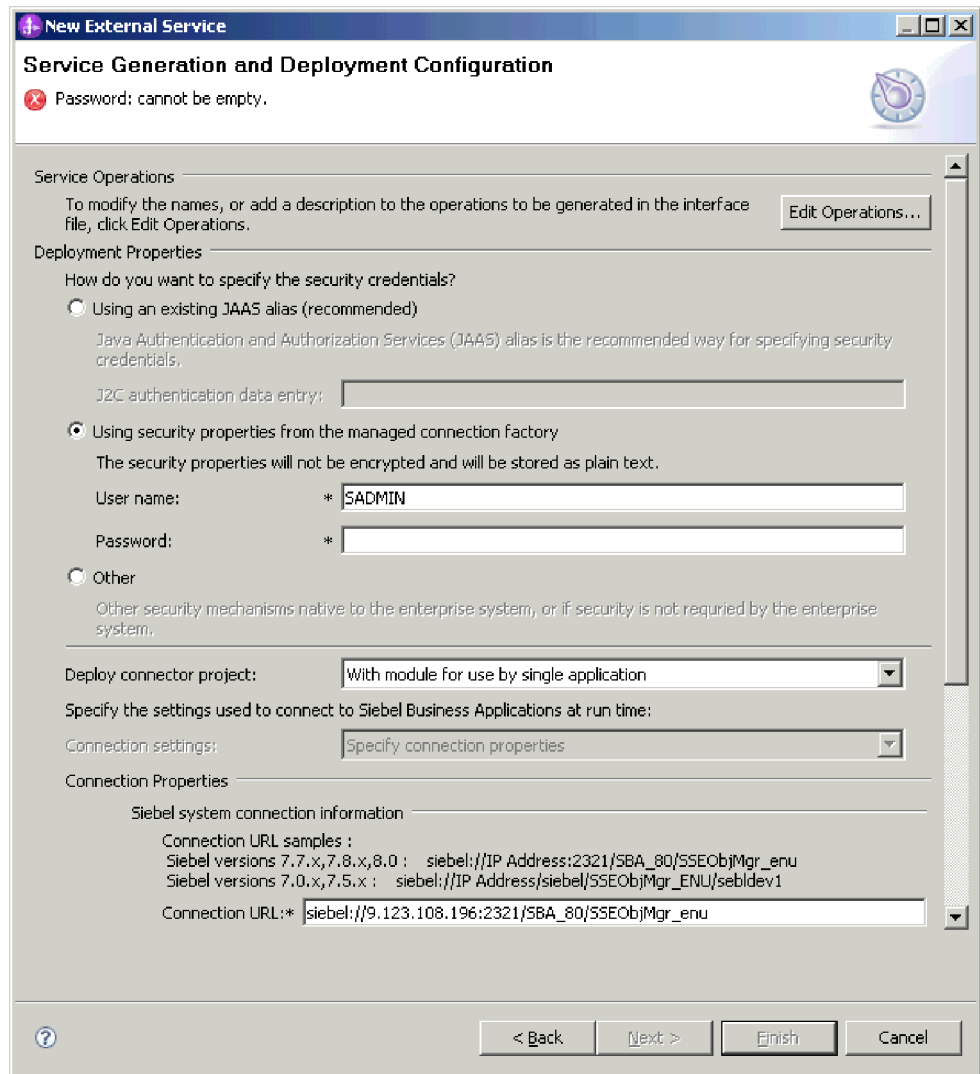 New External Service
Service Generation and Deployment Configuration
Password: cannot be empty.
Service Operations
To modify the names, or add a description to the operations to be generated in the interface
file, click Edit Operations.
Edit Operations...
Deployment Properties
How do you want to specify the security credentials?
Using an existing JAAS alias (recommended)
Java Authentication and Authorization Services (JAAS) alias is the recommended way for specifying security
credentials.
J2C authentication data entry:
Using security properties from the managed connection factory
The security properties will not be encrypted and will be stored as plain text.
User name: * SADMIN
Password: *
Other
Other security mechanisms native to the enterprise system, or if security is not requried by the enterprise
system.
Deploy connector project: With module for use by single application
Specify the settings used to connect to Siebel Business Applications at run time:
Connection settings: Specify connection properties
Connection Properties
Siebel system connection information
Connection URL samples :
Siebel versions 7.7.x,7.8.x,8.0 : siebel://IP Address:2321/SBA_80/SSEObjMgr_enu
Siebel versions 7.0.x,7.5.x : siebel://IP Address/siebel/SSEObjMgr_ENU/sebldev1
Connection URL:* siebel://9.123.108.196:2321/SBA_80/SSEObjMgr_enu
? < Back Next > Finish Cancel